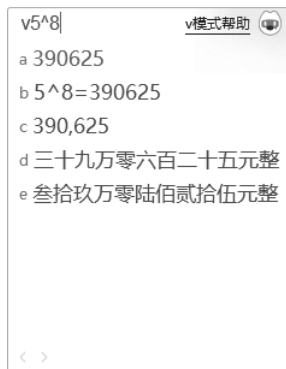 v5^8 v模式帮助
a 390625
b 5^8=390625
c 390,625
d 三十九万零六百二十五元整
e 叁拾玖万零陆佰贰拾伍元整